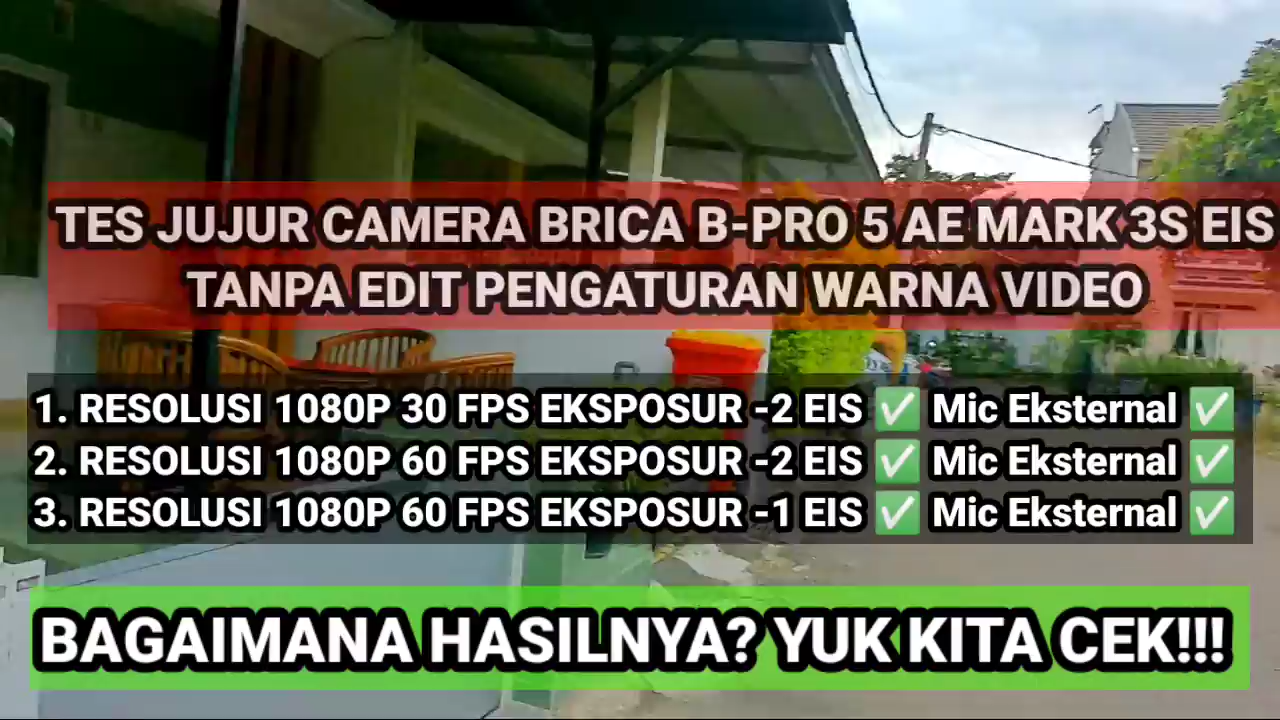 TES JUJUR CAMERA BRICA B-PRO 5 AE MARK 3S EIS
TANPA EDIT PENGATURAN WARNA VIDEO
1. RESOLUSI 1080P 30 FPS EKSPOSUR -2 EIS ✅ Mic Eksternal ✅
2. RESOLUSI 1080P 60 FPS EKSPOSUR -2 EIS ✅ Mic Eksternal ✅
3. RESOLUSI 1080P 60 FPS EKSPOSUR -1 EIS ✅ Mic Eksternal ✅
BAGAIMANA HASILNYA? YUK KITA CEK!!!